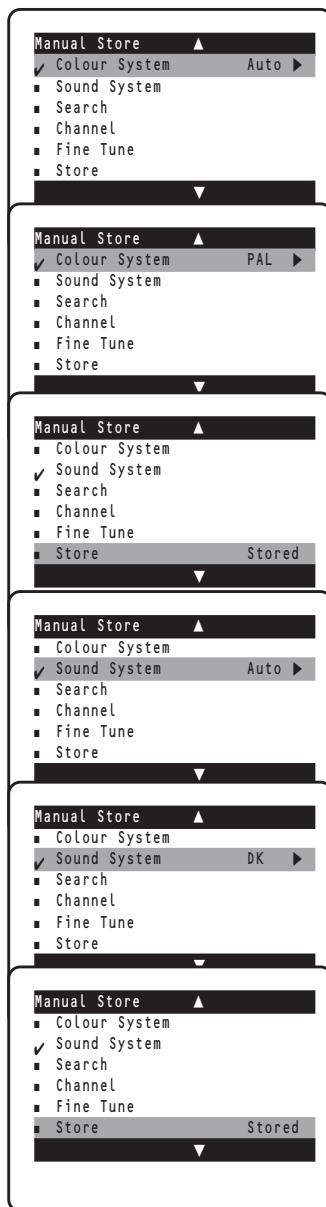 Manual Store ▲
✔ Colour System Auto ▶
▪ Sound System
▪ Search
▪ Channel
▪ Fine Tune
▪ Store
▼
Manual Store ▲
✔ Colour System PAL ▶
▪ Sound System
▪ Search
▪ Channel
▪ Fine Tune
▪ Store
▼
Manual Store ▲
▪ Colour System
✔ Sound System
▪ Search
▪ Channel
▪ Fine Tune
▪ Store Stored
▼
Manual Store ▲
▪ Colour System
✔ Sound System Auto ▶
▪ Search
▪ Channel
▪ Fine Tune
▪ Store
▼
Manual Store ▲
▪ Colour System
✔ Sound System DK ▶
▪ Search
▪ Channel
▪ Fine Tune
▪ Store
▼
Manual Store ▲
▪ Colour System
✔ Sound System
▪ Search
▪ Channel
▪ Fine Tune
▪ Store Stored
▼